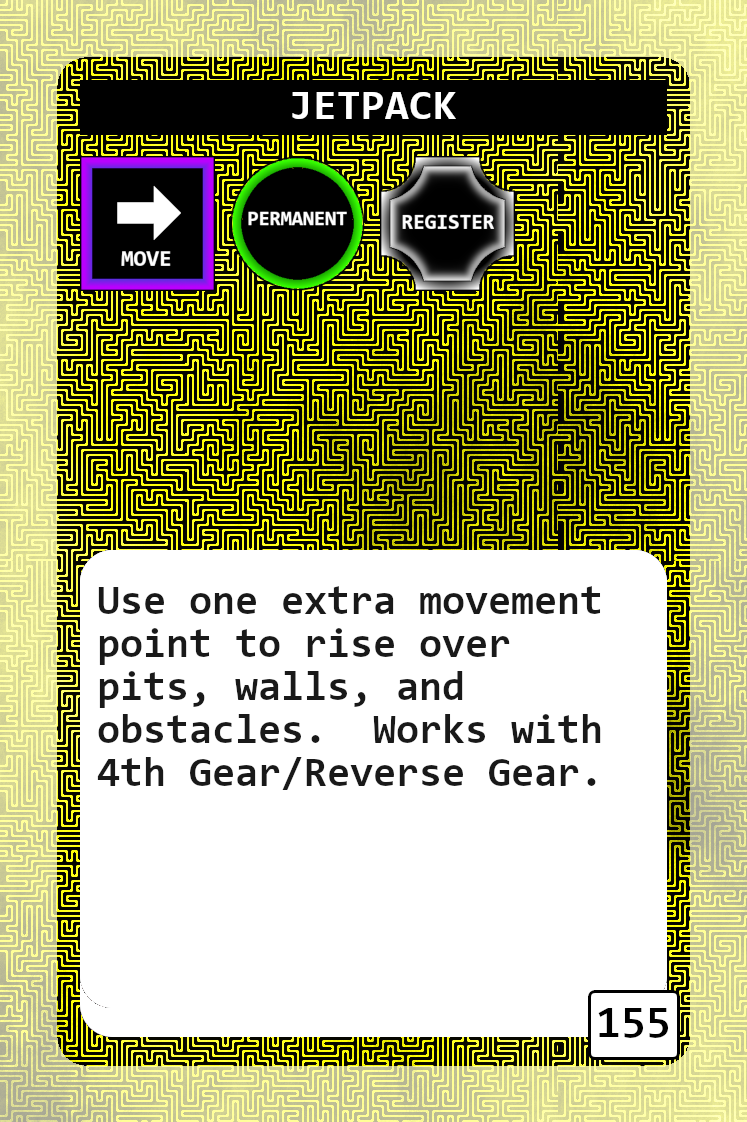 JETPACK
MOVE
PERMANENT
REGISTER
Use one extra movement
point to rise over
pits, walls, and
obstacles.  Works with
4th Gear/Reverse Gear.
155